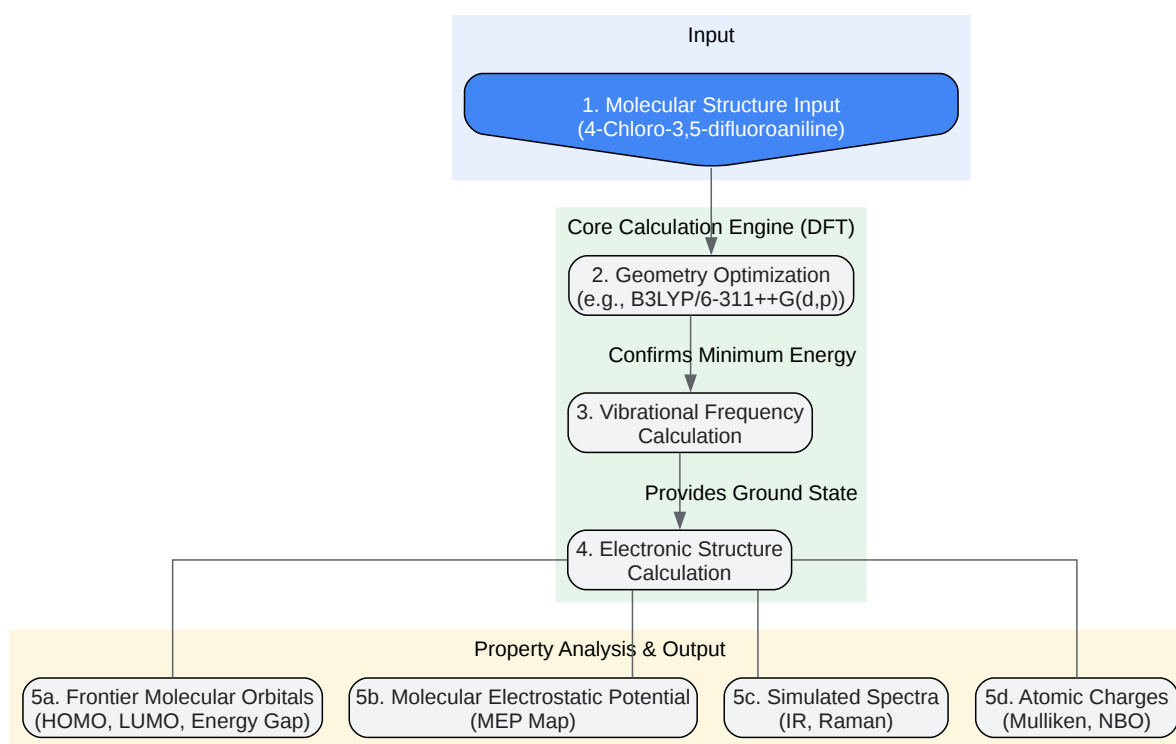 Input
1. Molecular Structure Input
(4-Chloro-3,5-difluoroaniline)
Core Calculation Engine (DFT)
2. Geometry Optimization
(e.g., B3LYP/6-311++G(d,p))
Confirms Minimum Energy
3. Vibrational Frequency
Calculation
Provides Ground State
4. Electronic Structure
Calculation
Property Analysis & Output
5a. Frontier Molecular Orbitals
(HOMO, LUMO, Energy Gap)
5b. Molecular Electrostatic Potential
(MEP Map)
5c. Simulated Spectra
(IR, Raman)
5d. Atomic Charges
(Mulliken, NBO)